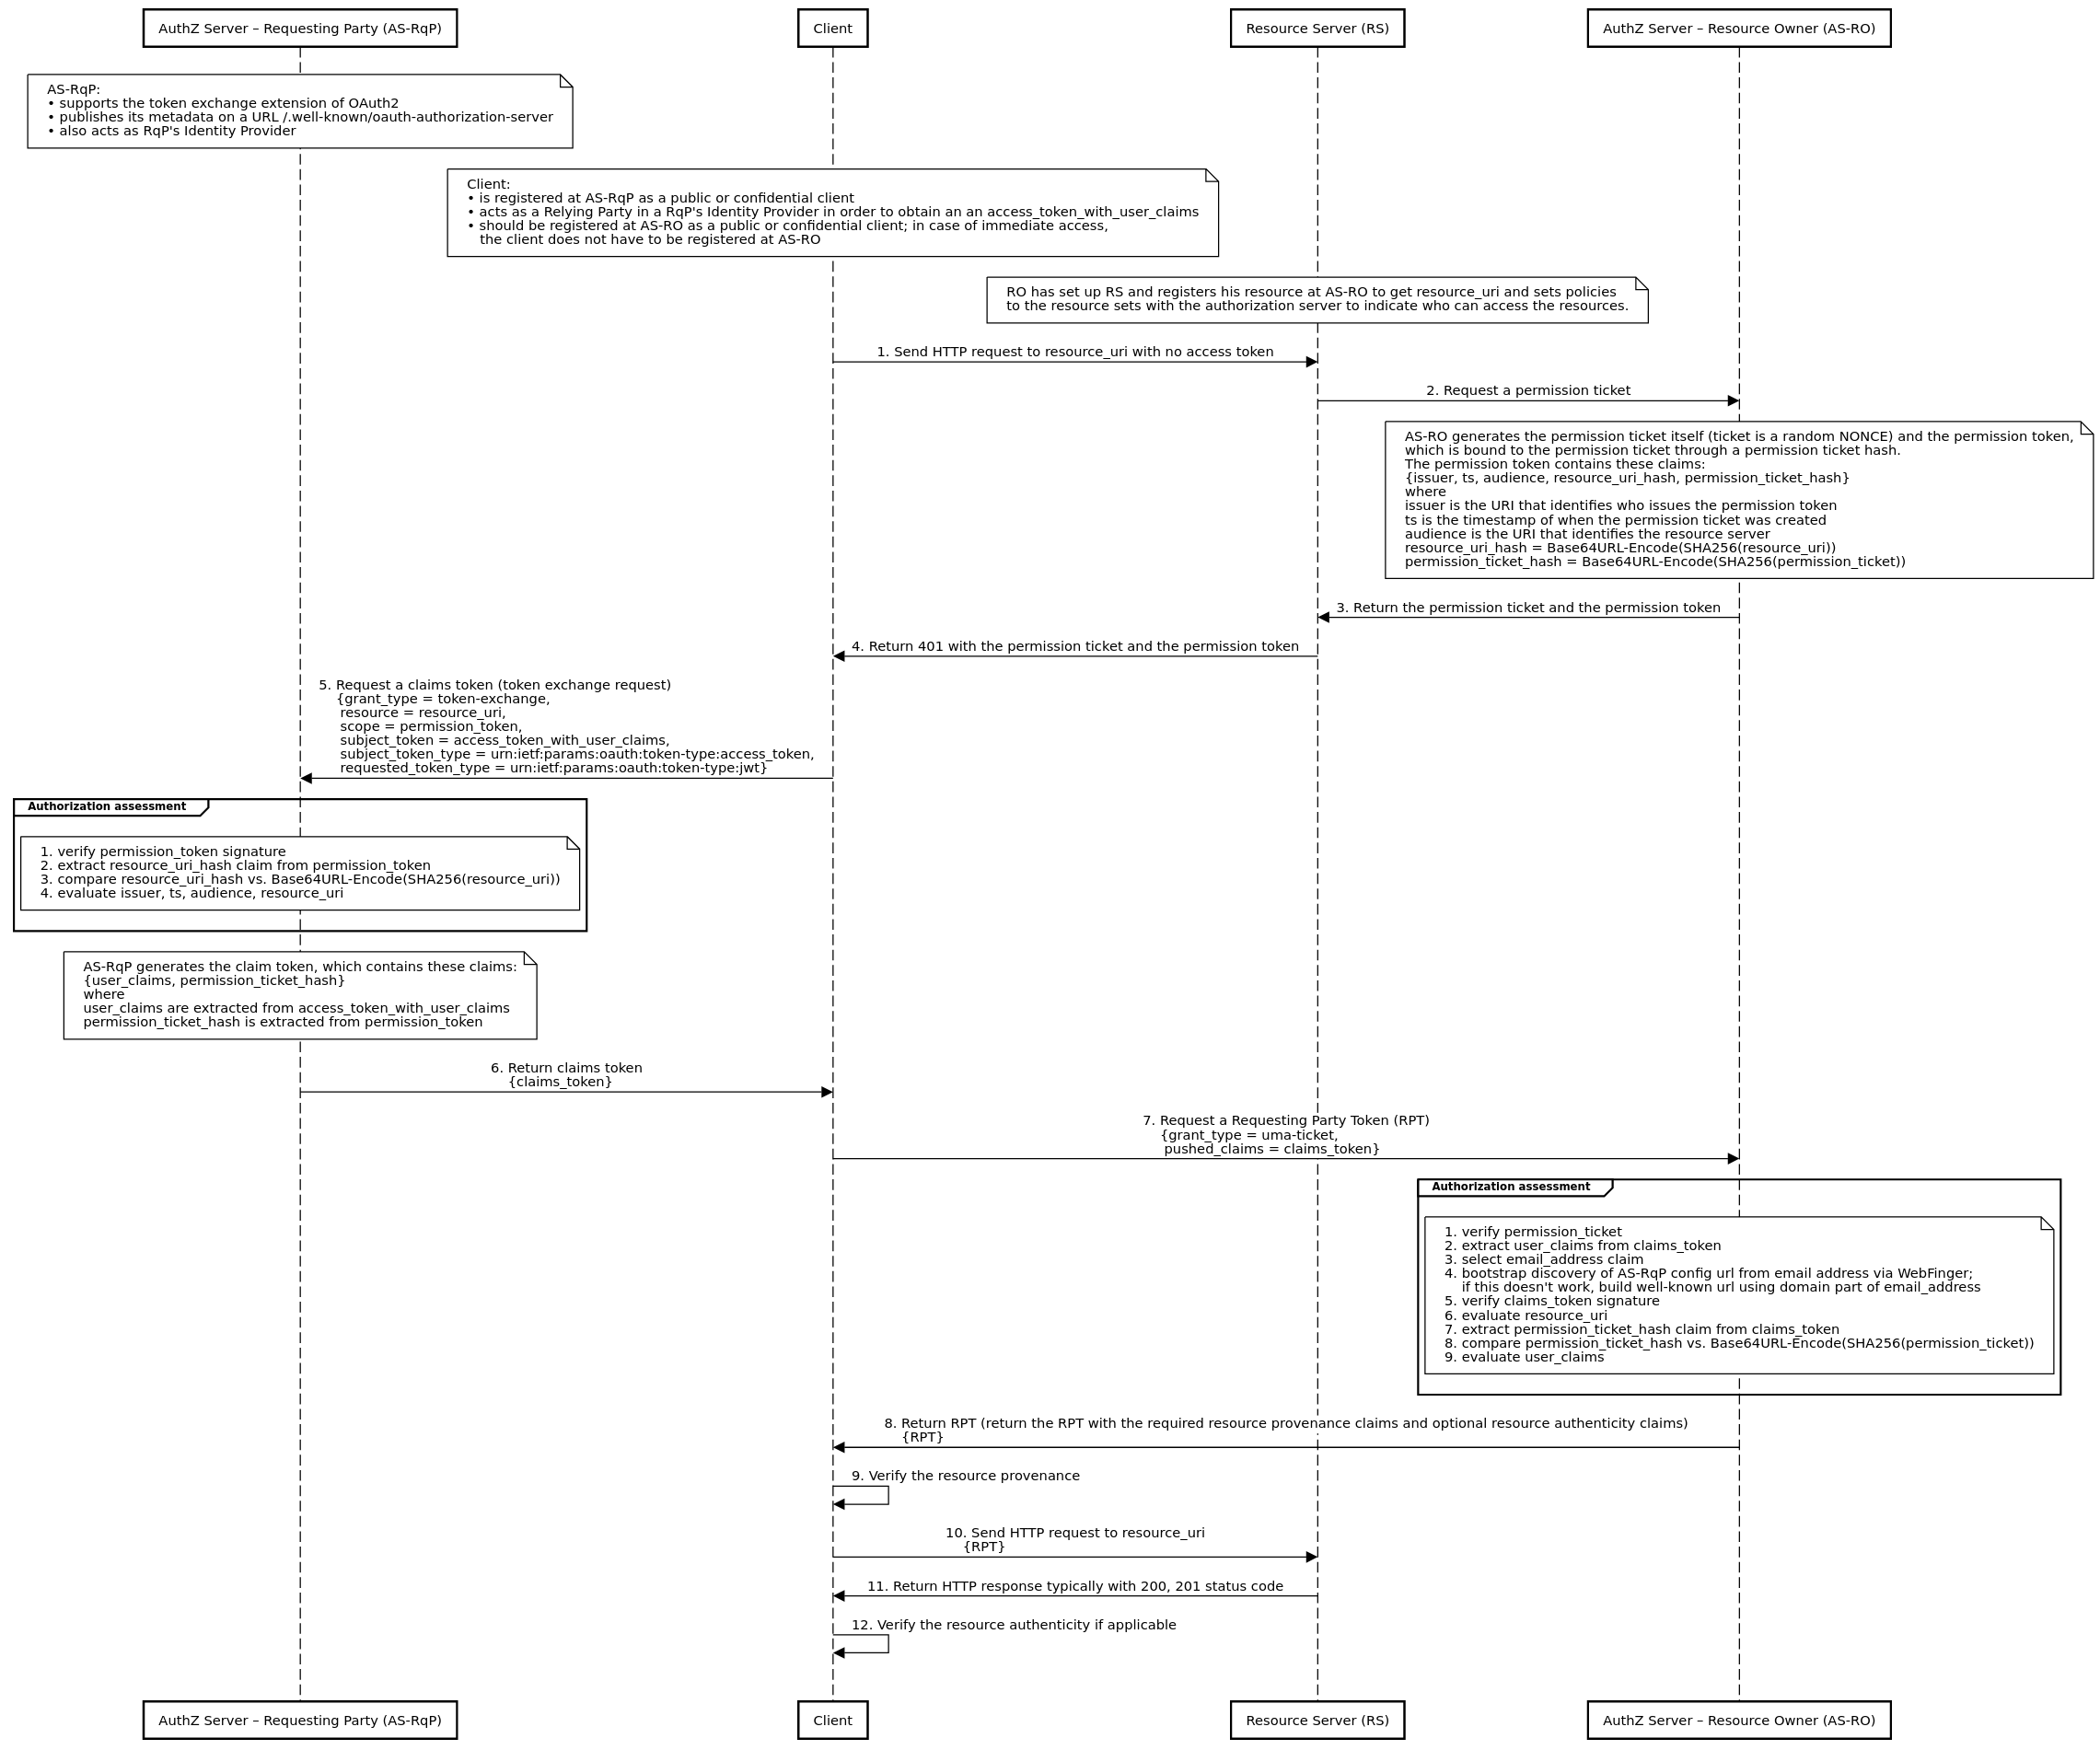 AuthZ Server – Requesting Party (AS-RqP)
Client
Resource Server (RS)
AuthZ Server – Resource Owner (AS-RO)
AS-RqP:
• supports the token exchange extension of OAuth2
• publishes its metadata on a URL /.well-known/oauth-authorization-server
• also acts as RqP's Identity Provider
Client:
• is registered at AS-RqP as a public or confidential client
• acts as a Relying Party in a RqP's Identity Provider in order to obtain an an access_token_with_user_claims
• should be registered at AS-RO as a public or confidential client; in case of immediate access,
the client does not have to be registered at AS-RO
RO has set up RS and registers his resource at AS-RO to get resource_uri and sets policies
to the resource sets with the authorization server to indicate who can access the resources.
1. Send HTTP request to resource_uri with no access token
2. Request a permission ticket
AS-RO generates the permission ticket itself (ticket is a random NONCE) and the permission token,
which is bound to the permission ticket through a permission ticket hash.
The permission token contains these claims:
{issuer, ts, audience, resource_uri_hash, permission_ticket_hash}
where
issuer is the URI that identifies who issues the permission token
ts is the timestamp of when the permission ticket was created
audience is the URI that identifies the resource server
resource_uri_hash = Base64URL-Encode(SHA256(resource_uri))
permission_ticket_hash = Base64URL-Encode(SHA256(permission_ticket))
3. Return the permission ticket and the permission token
4. Return 401 with the permission ticket and the permission token
5. Request a claims token (token exchange request)
{grant_type = token-exchange,
resource = resource_uri,
scope = permission_token,
subject_token = access_token_with_user_claims,
subject_token_type = urn:ietf:params:oauth:token-type:access_token,
requested_token_type = urn:ietf:params:oauth:token-type:jwt}
Authorization assessment
1. verify permission_token signature
2. extract resource_uri_hash claim from permission_token
3. compare resource_uri_hash vs. Base64URL-Encode(SHA256(resource_uri))
4. evaluate issuer, ts, audience, resource_uri
AS-RqP generates the claim token, which contains these claims:
{user_claims, permission_ticket_hash}
where
user_claims are extracted from access_token_with_user_claims
permission_ticket_hash is extracted from permission_token
6. Return claims token
{claims_token}
7. Request a Requesting Party Token (RPT)
{grant_type = uma-ticket,
pushed_claims = claims_token}
Authorization assessment
1. verify permission_ticket
2. extract user_claims from claims_token
3. select email_address claim
4. bootstrap discovery of AS-RqP config url from email address via WebFinger;
if this doesn't work, build well-known url using domain part of email_address
5. verify claims_token signature
6. evaluate resource_uri
7. extract permission_ticket_hash claim from claims_token
8. compare permission_ticket_hash vs. Base64URL-Encode(SHA256(permission_ticket))
9. evaluate user_claims
8. Return RPT (return the RPT with the required resource provenance claims and optional resource authenticity claims)
{RPT}
9. Verify the resource provenance
10. Send HTTP request to resource_uri
{RPT}
11. Return HTTP response typically with 200, 201 status code
12. Verify the resource authenticity if applicable
AuthZ Server – Requesting Party (AS-RqP)
Client
Resource Server (RS)
AuthZ Server – Resource Owner (AS-RO)